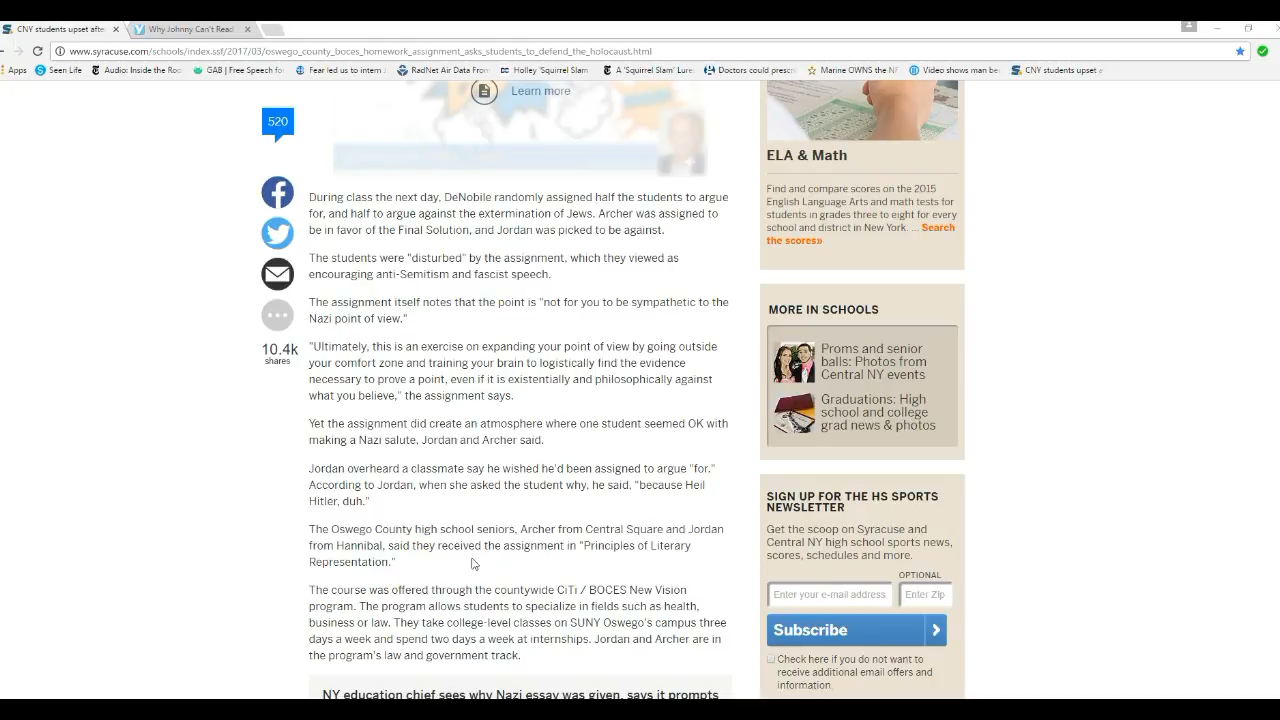 CNY students upset afte
Why Johnny Can't Read
www.syracuse.com/schools/index.ssf/2017/03/oswego_county_boces_homework_assignment_asks_students_to_defend_the_holocaust.html
Apps
Seen Life
Audio: Inside the Roo
GAB | Free Speech fo
Fear led us to intern J
RadNet Air Data From
Holley 'Squirrel Slam
A 'Squirrel Slam' Lure
Doctors could prescr
Marine OWNS the NF
Video shows man be
CNY students upset a
Learn more
520
10.4k
shares
During class the next day, DeNobile randomly assigned half the students to argue
for, and half to argue against the extermination of Jews. Archer was assigned to
be in favor of the Final Solution, and Jordan was picked to be against.
The students were "disturbed" by the assignment, which they viewed as
encouraging anti-Semitism and fascist speech.
The assignment itself notes that the point is "not for you to be sympathetic to the
Nazi point of view."
"Ultimately, this is an exercise on expanding your point of view by going outside
your comfort zone and training your brain to logistically find the evidence
necessary to prove a point, even if it is existentially and philosophically against
what you believe," the assignment says.
Yet the assignment did create an atmosphere where one student seemed OK with
making a Nazi salute, Jordan and Archer said.
Jordan overheard a classmate say he wished he'd been assigned to argue "for."
According to Jordan, when she asked the student why, he said, "because Heil
Hitler, duh."
The Oswego County high school seniors, Archer from Central Square and Jordan
from Hannibal, said they received the assignment in "Principles of Literary
Representation."
The course was offered through the countywide CiTi / BOCES New Vision
program. The program allows students to specialize in fields such as health,
business or law. They take college-level classes on SUNY Oswego's campus three
days a week and spend two days a week at internships. Jordan and Archer are in
the program's law and government track.
NY education chief sees why Nazi essay was given, says it prompts
ELA & Math
Find and compare scores on the 2015
English Language Arts and math tests for
students in grades three to eight for every
school and district in New York. ... Search
the scores»
MORE IN SCHOOLS
Proms and senior
balls: Photos from
Central NY events
Graduations: High
school and college
grad news & photos
SIGN UP FOR THE HS SPORTS
NEWSLETTER
Get the scoop on Syracuse and
Central NY high school sports news,
scores, schedules and more.
OPTIONAL
Enter your e-mail address
Enter Zip
Subscribe
Check here if you do not want to
receive additional email offers and
information.